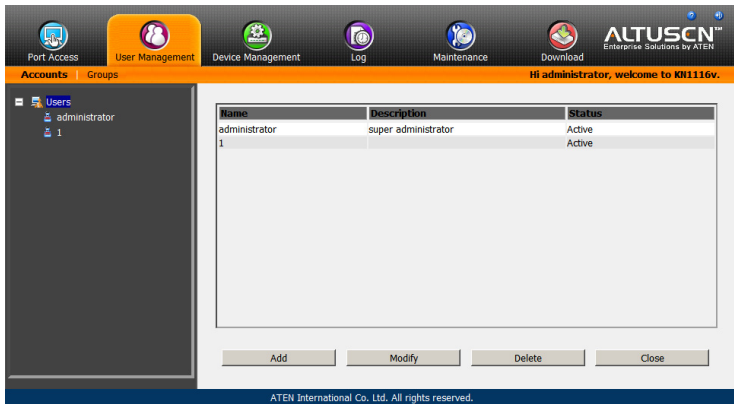 ALTUSCN™
Enterprise Solutions by ATEN
Port Access User Management Device Management Log Maintenance Download
Accounts | Groups Hi administrator, welcome to KN1116v.
Users
administrator
1
Name Description Status
administrator super administrator Active
1 Active
Add Modify Delete Close
ATEN International Co. Ltd. All rights reserved.